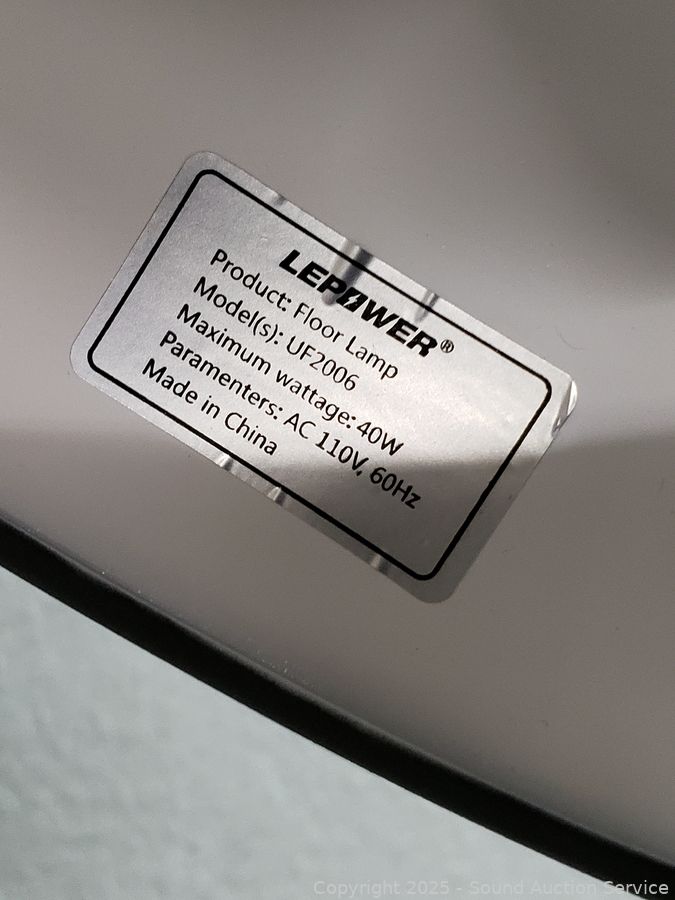 LEPOWER®
Product: Floor Lamp
Model(s): UF2006
Maximum wattage: 40W
Paramenters: AC 110V, 60Hz
Made in China
Copyright 2025 - Sound Auction Service